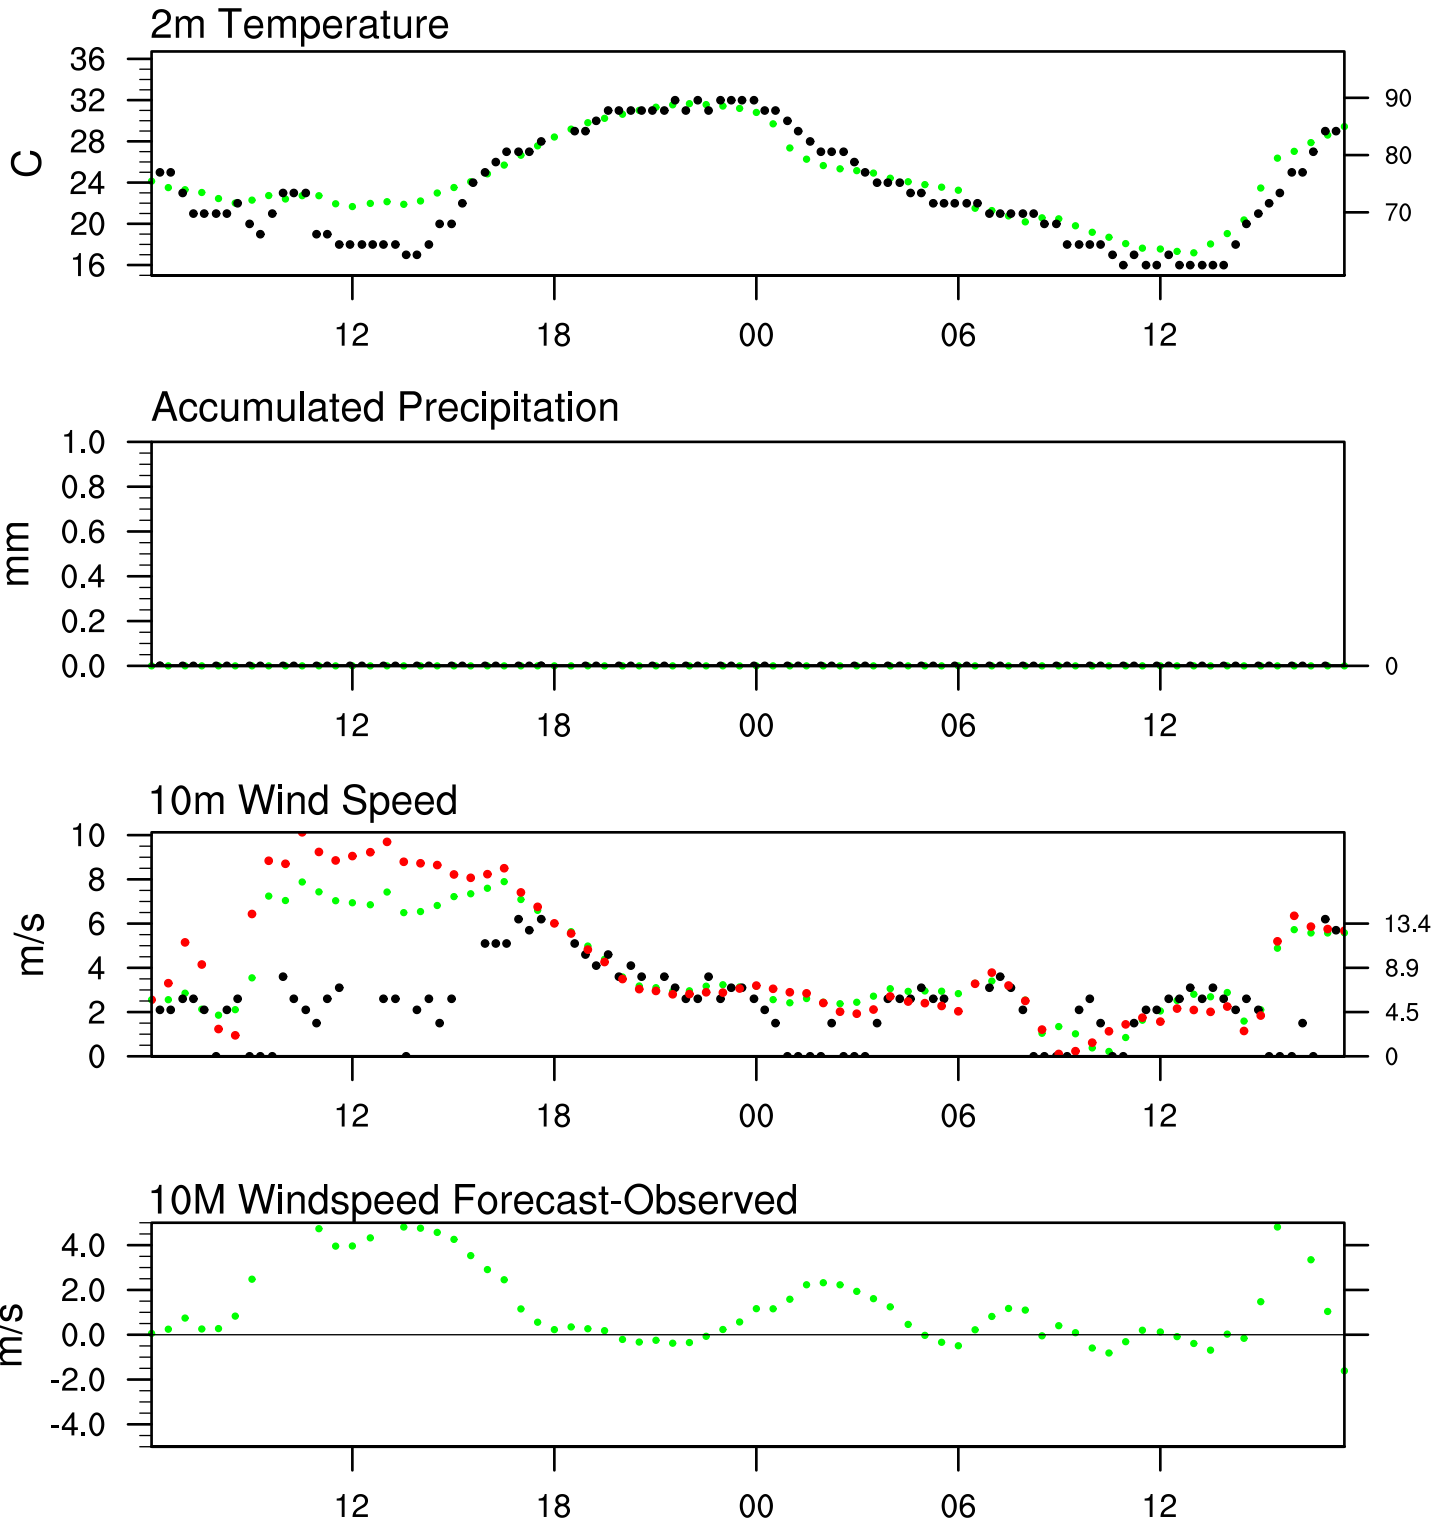 2m Temperature
36
32
28
24
20
16
C
90
80
70
12 18 00 06 12
Accumulated Precipitation
1.0
0.8
0.6
0.4
0.2
0.0
mm
0
12 18 00 06 12
10m Wind Speed
10
8
6
4
2
0
m/s
13.4
8.9
4.5
0
12 18 00 06 12
10M Windspeed Forecast-Observed
4.0
2.0
0.0
-2.0
-4.0
m/s
12 18 00 06 12